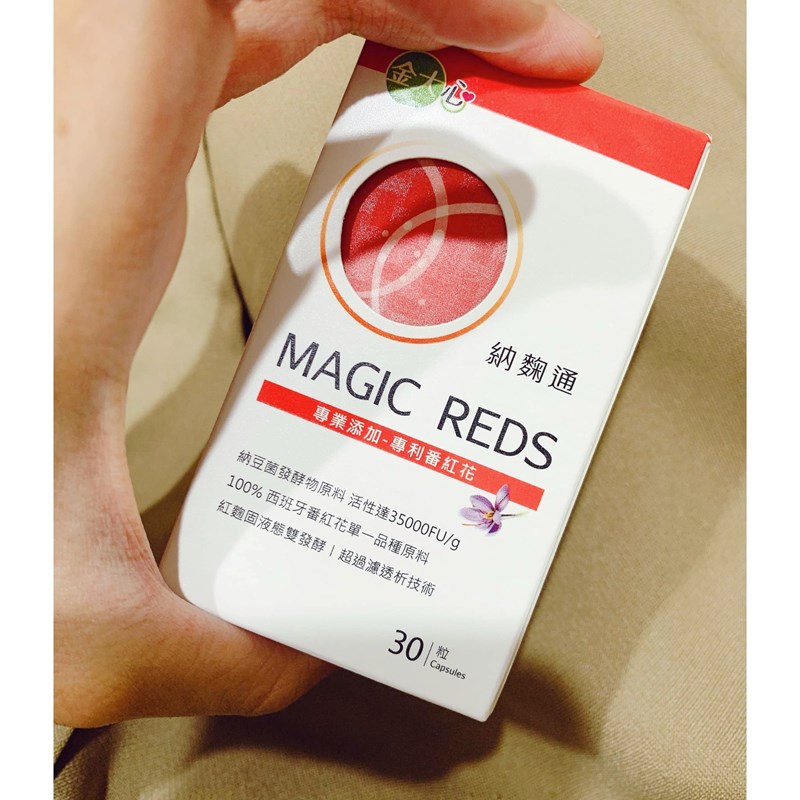 金大心
納麴通
MAGIC REDS
專業添加-專利番紅花
納豆菌發酵物原料 活性達35000FU/g
100% 西班牙番紅花單一品種原料
紅麴固液態雙發酵 | 超過濾透析技術
30 粒
Capsules